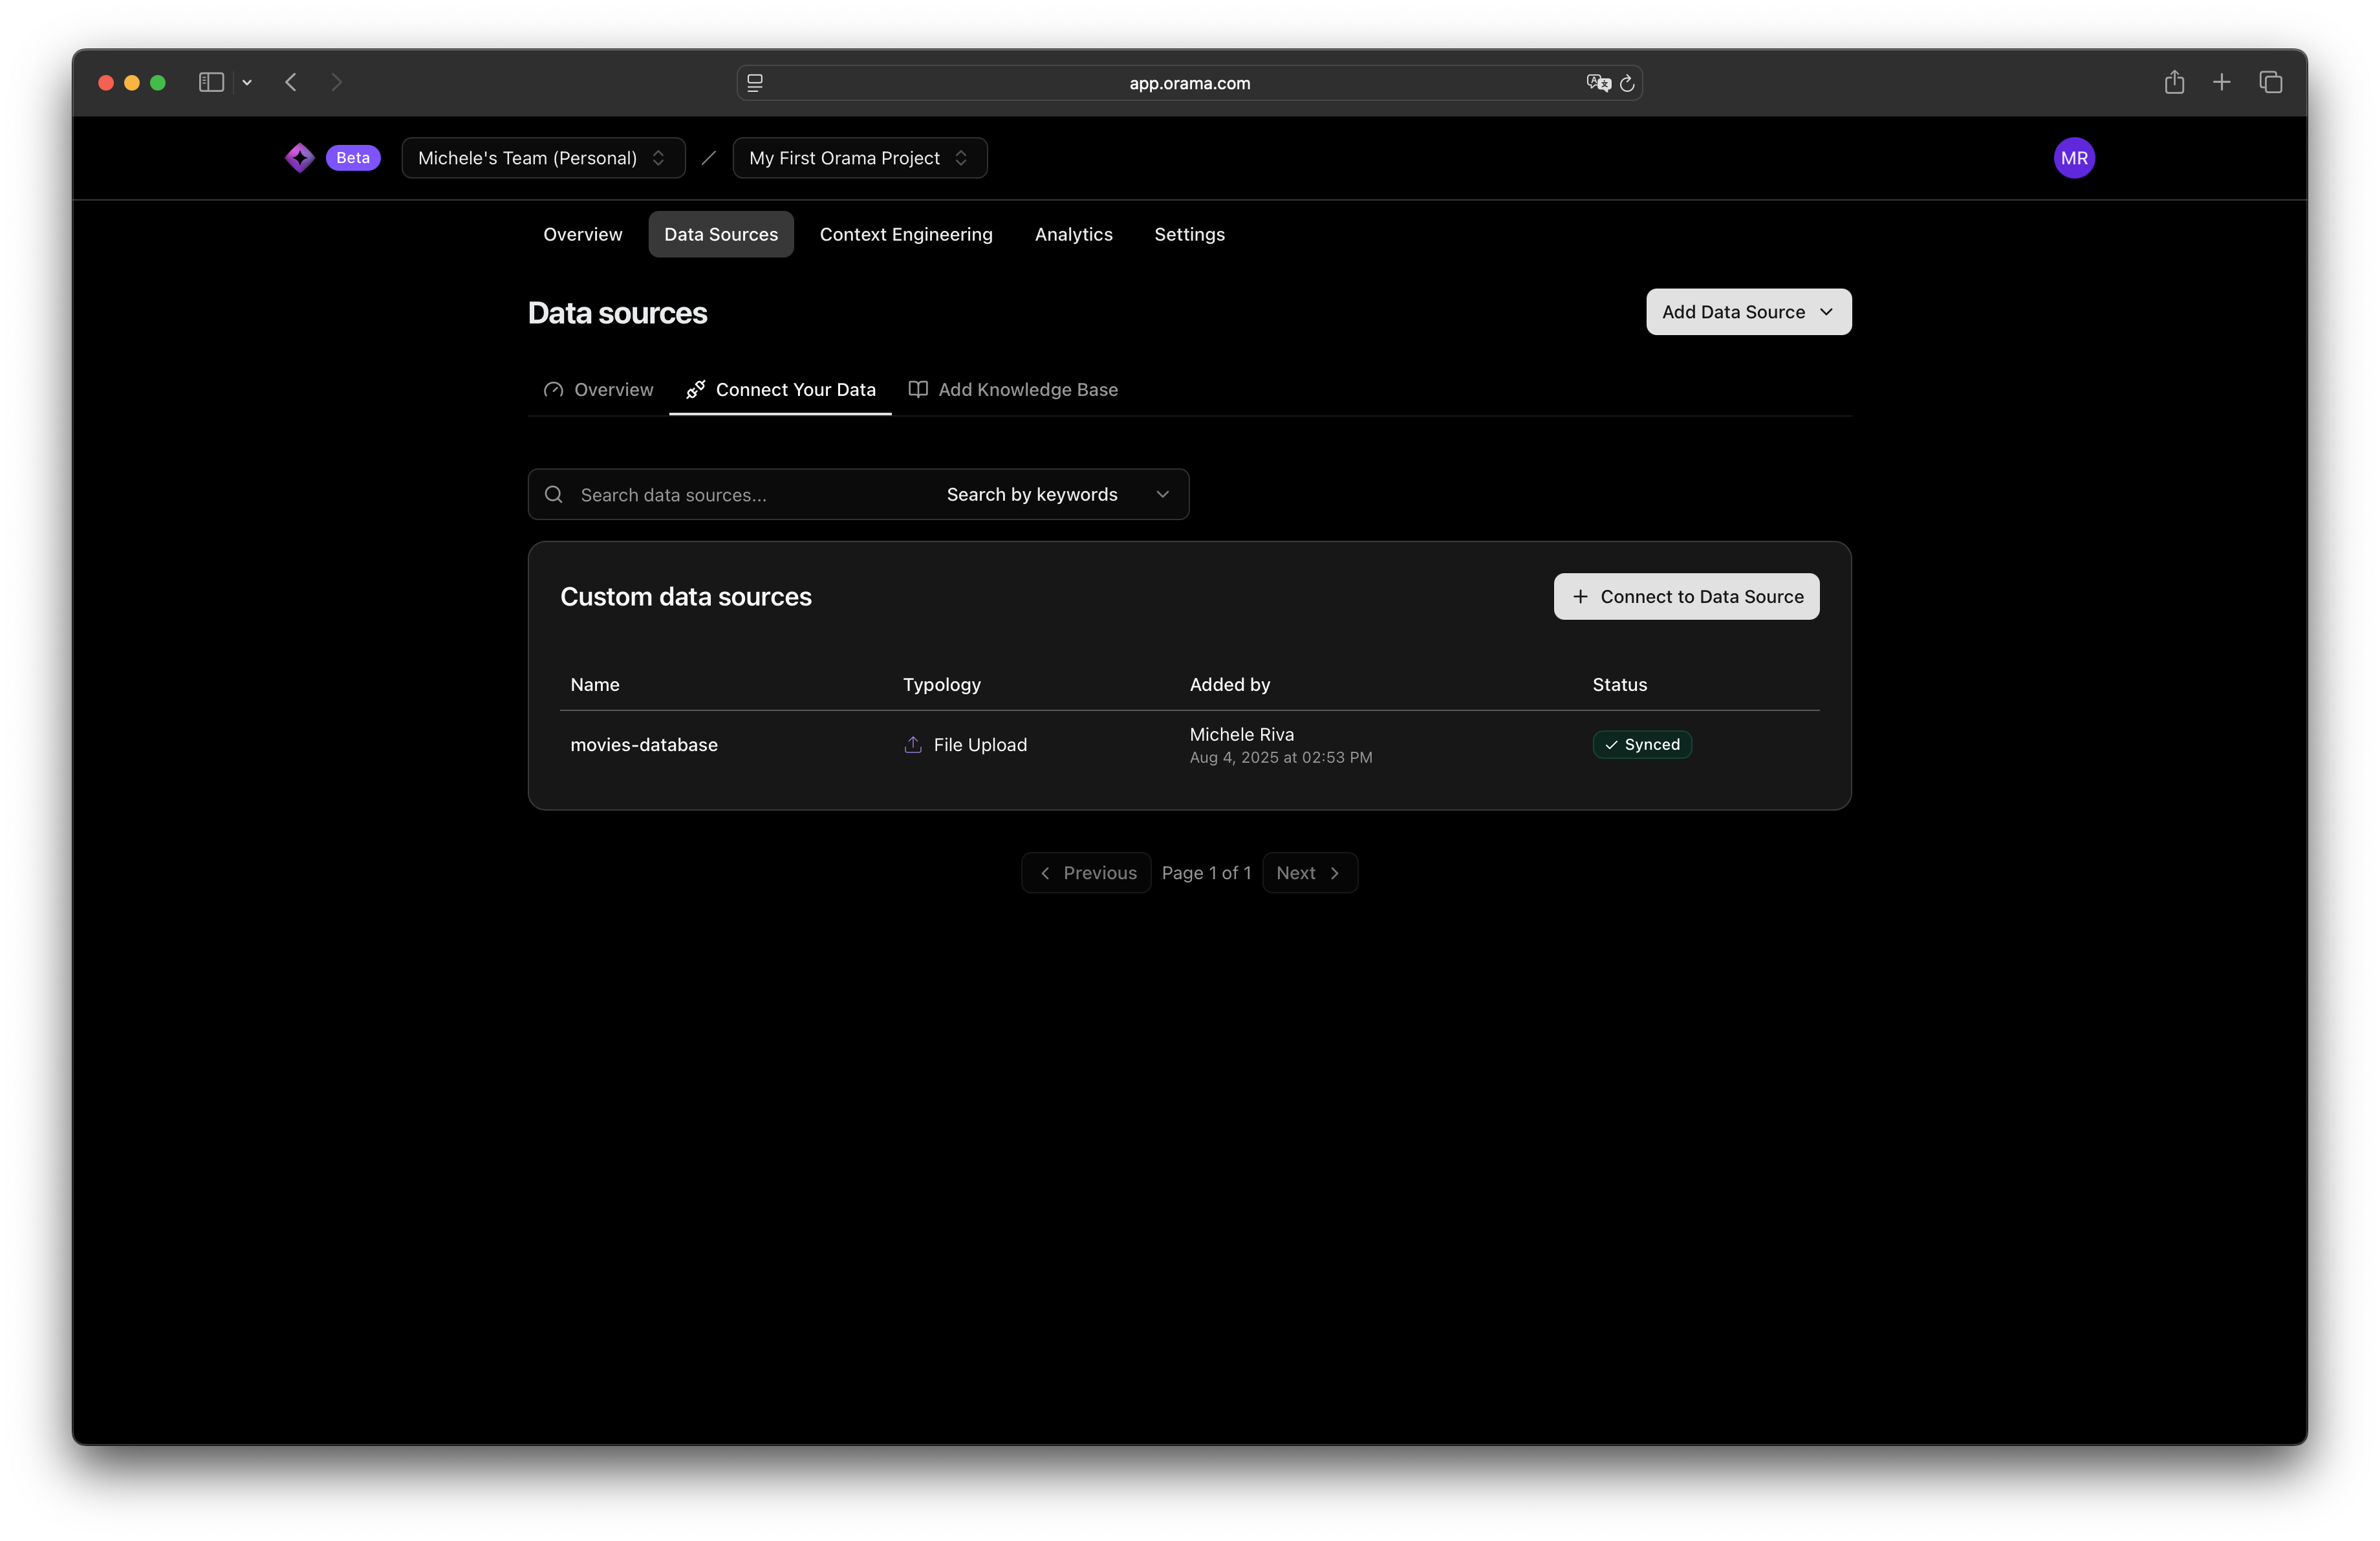 app.orama.com
Beta
Michele's Team (Personal)
My First Orama Project
MR
Overview
Data Sources
Context Engineering
Analytics
Settings
Data sources
Add Data Source
Overview
Connect Your Data
Add Knowledge Base
Search data sources...
Search by keywords
Custom data sources
Connect to Data Source
Name
Typology
Added by
Status
movies-database
File Upload
Michele Riva
Aug 4, 2025 at 02:53 PM
Synced
Previous
Page 1 of 1
Next